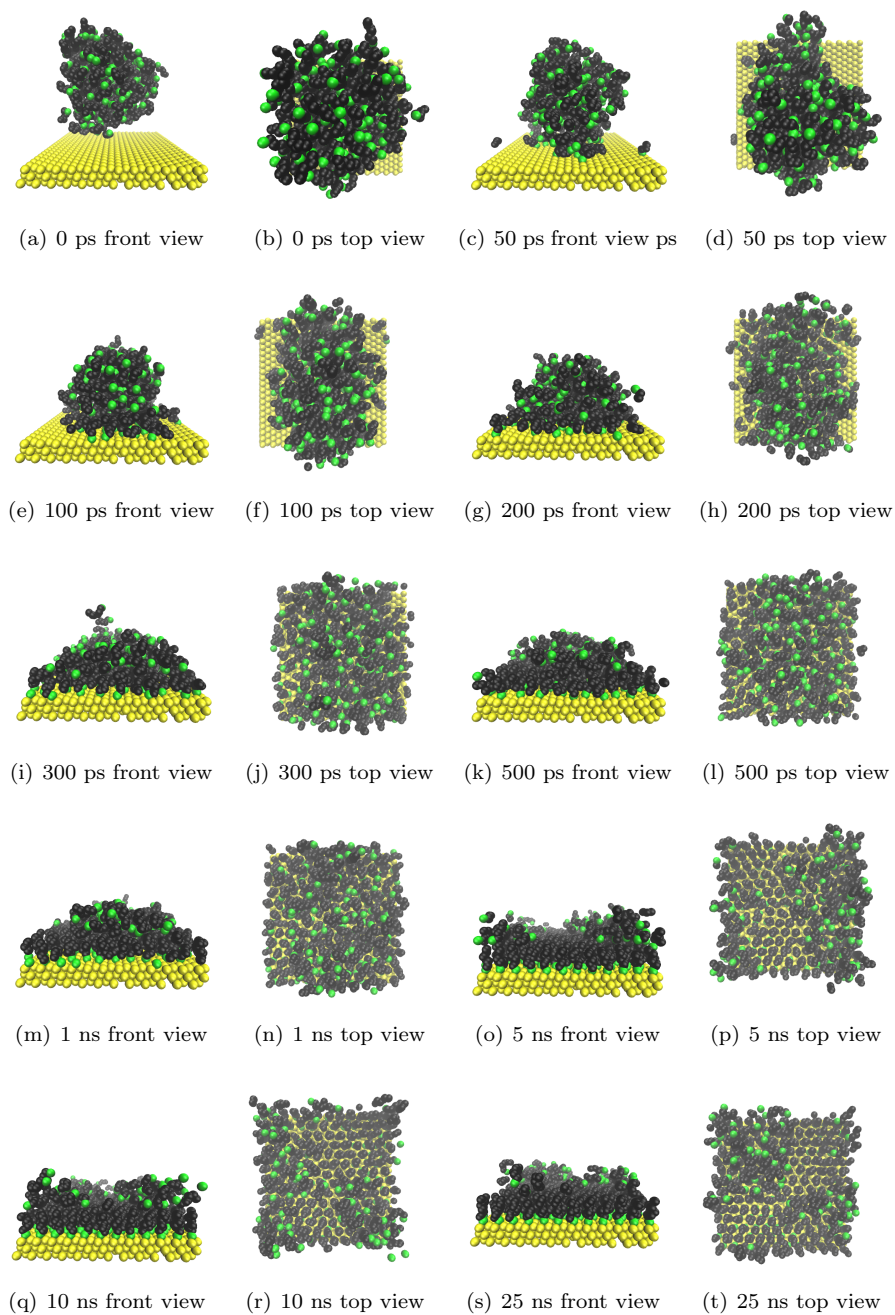 (a) 0 ps front view (b) 0 ps top view (c) 50 ps front view ps (d) 50 ps top view
(e) 100 ps front view (f) 100 ps top view (g) 200 ps front view (h) 200 ps top view
(i) 300 ps front view (j) 300 ps top view (k) 500 ps front view (l) 500 ps top view
(m) 1 ns front view (n) 1 ns top view (o) 5 ns front view (p) 5 ns top view
(q) 10 ns front view (r) 10 ns top view (s) 25 ns front view (t) 25 ns top view